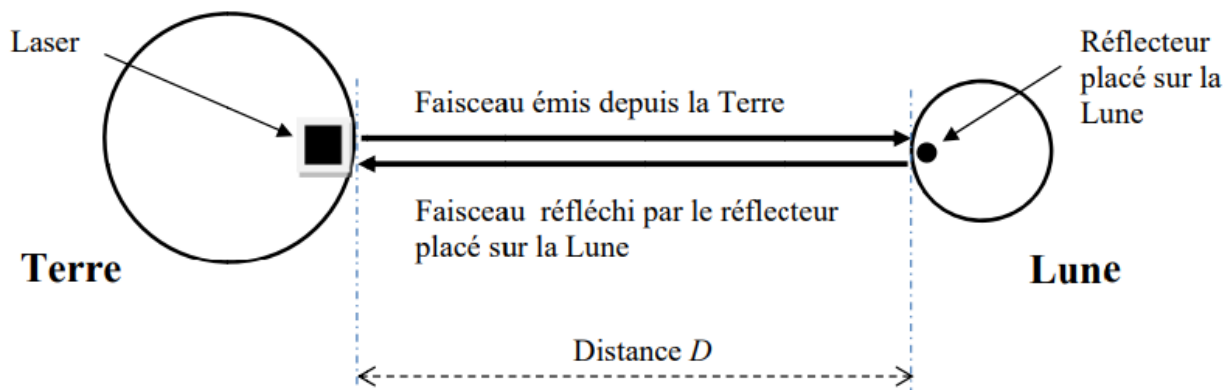 Laser
Faisceau émis depuis la Terre
Réflecteur
placé sur la
Lune
Faisceau réfléchi par le réflecteur
placé sur la Lune
Terre
Lune
Distance D